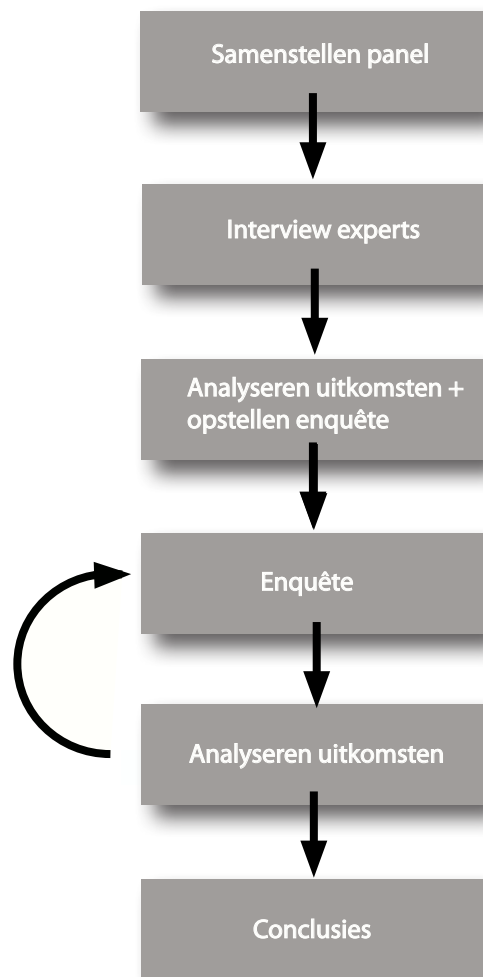 Samenstellen panel
Interview experts
Analyseren uitkomsten +
opstellen enquête
Enquête
Analyseren uitkomsten
Conclusies